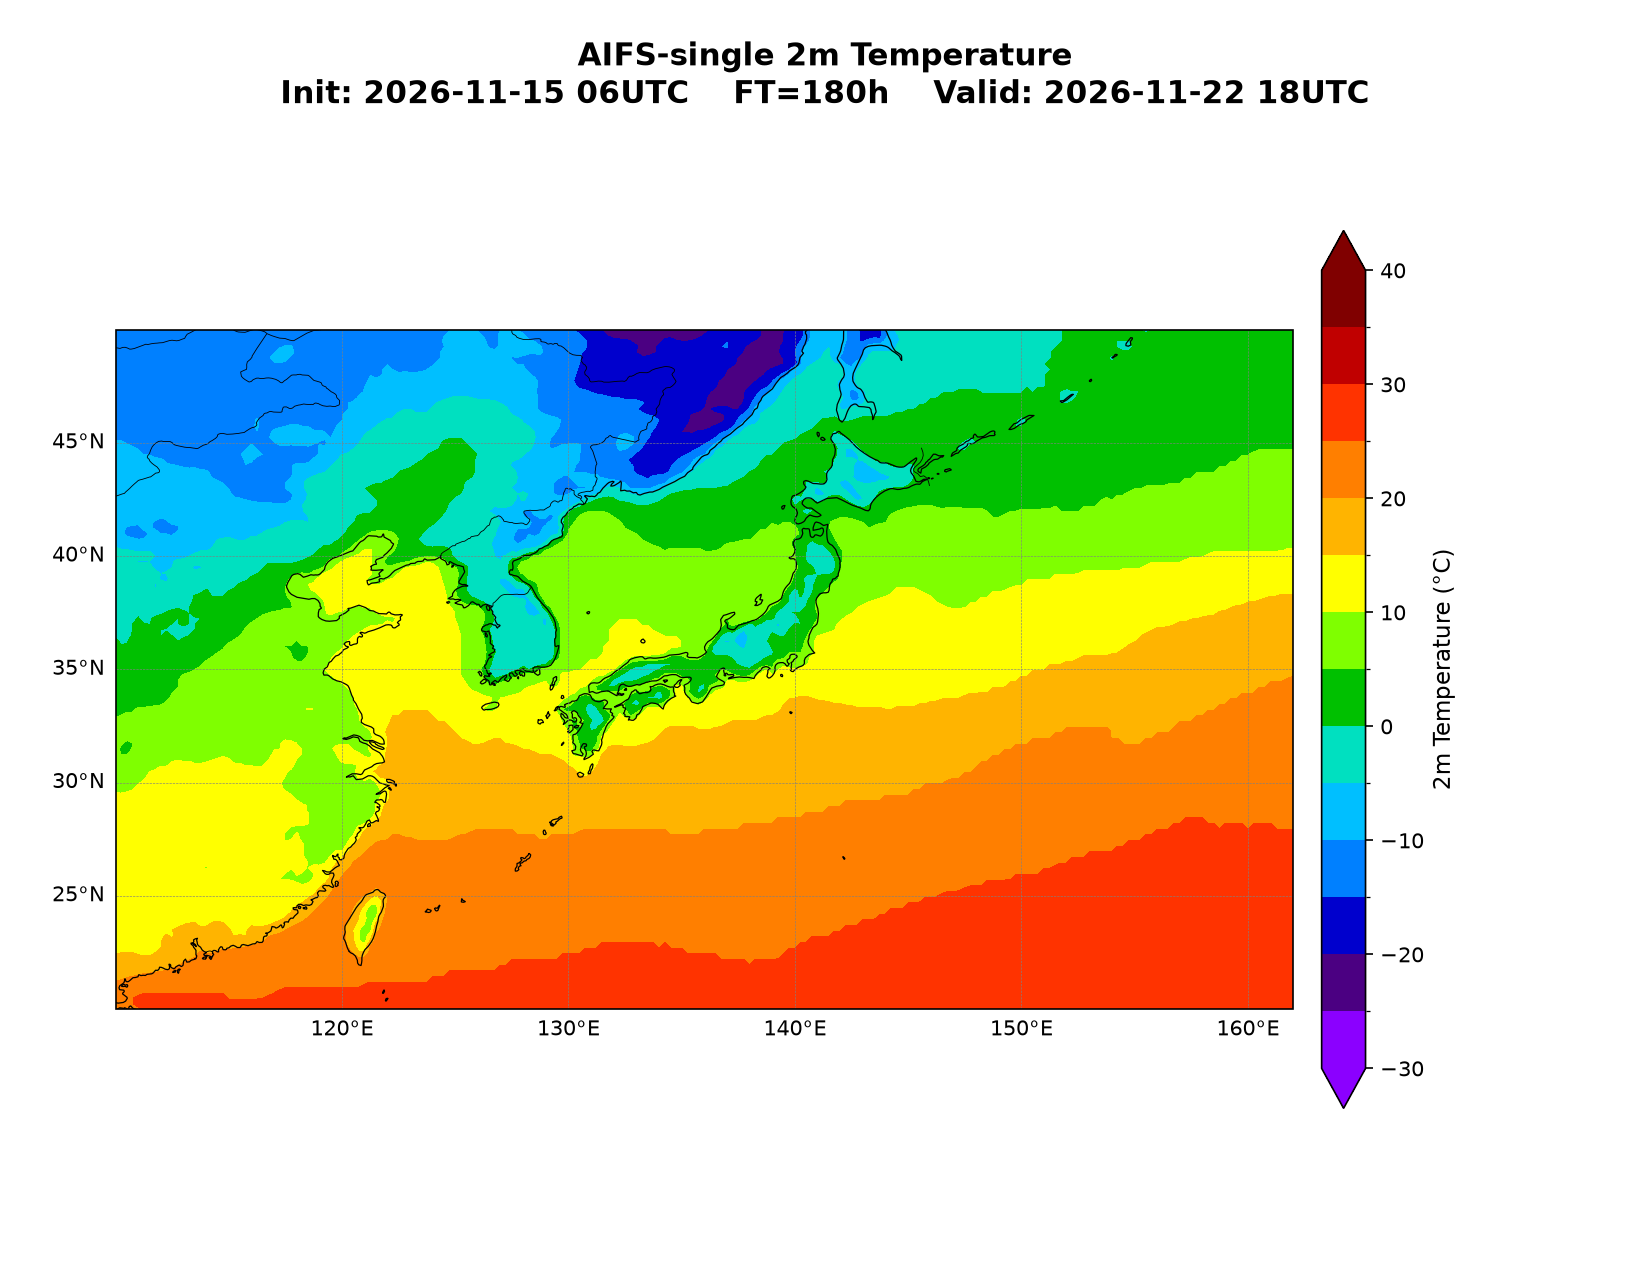 AIFS-single 2m Temperature
Init: 2026-11-15 06UTC    FT=180h    Valid: 2026-11-22 18UTC
40
30
20
10
0
−10
−20
−30
2m Temperature (°C)
45°N
40°N
35°N
30°N
25°N
120°E
130°E
140°E
150°E
160°E